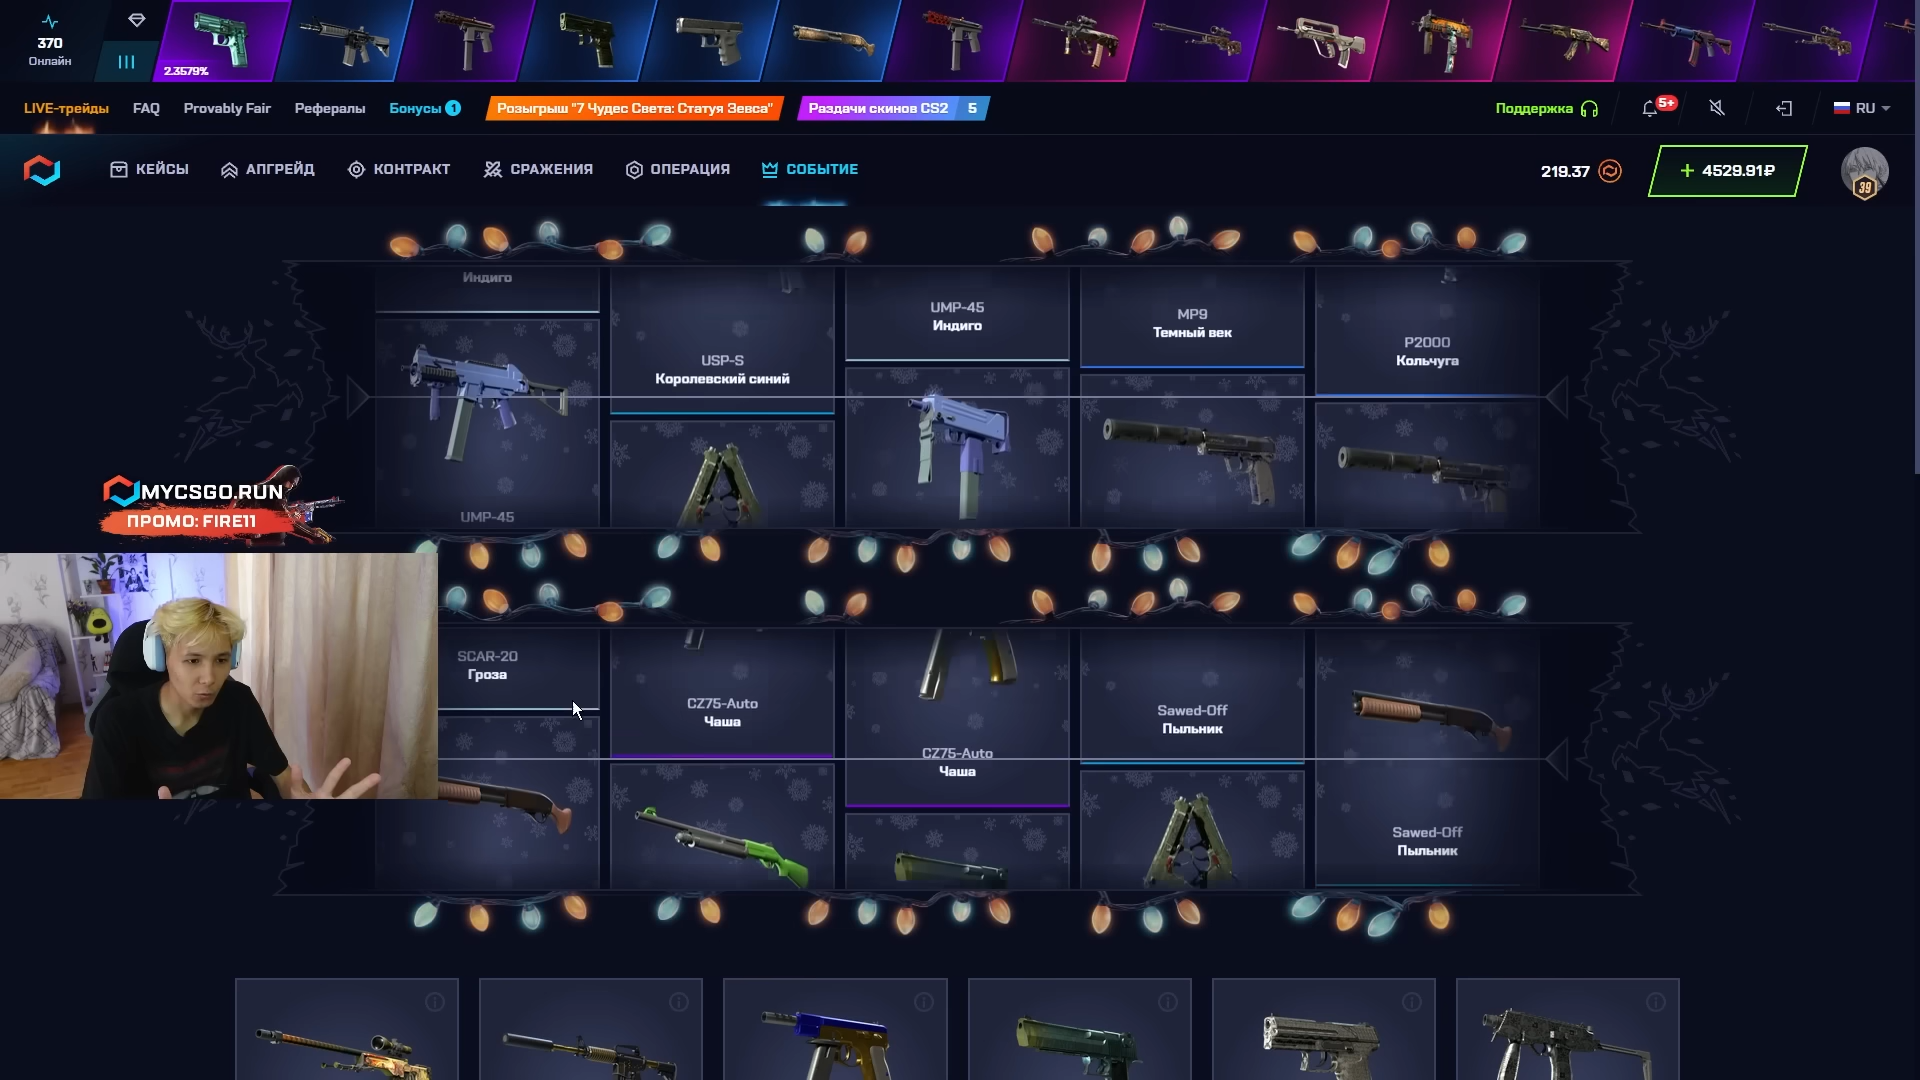 370
Онлайн
2.3579%
LIVE-трейды
FAQ
Provably Fair
Рефералы
Бонусы 1
Розыгрыш "7 Чудес Света: Статуя Зевса"
Раздачи скинов CS2 5
Поддержка
5+
RU
КЕЙСЫ
АПГРЕЙД
КОНТРАКТ
СРАЖЕНИЯ
ОПЕРАЦИЯ
СОБЫТИЕ
219.37
+ 4529.91₽
39
Индиго
USP-S
Королевский синий
UMP-45
Индиго
MP9
Темный век
P2000
Кольчуга
UMP-45
MYCSGO.RUN
ПРОМО: FIRE11
SCAR-20
Гроза
CZ75-Auto
Чаша
CZ75-Auto
Чаша
Sawed-Off
Пыльник
Sawed-Off
Пыльник